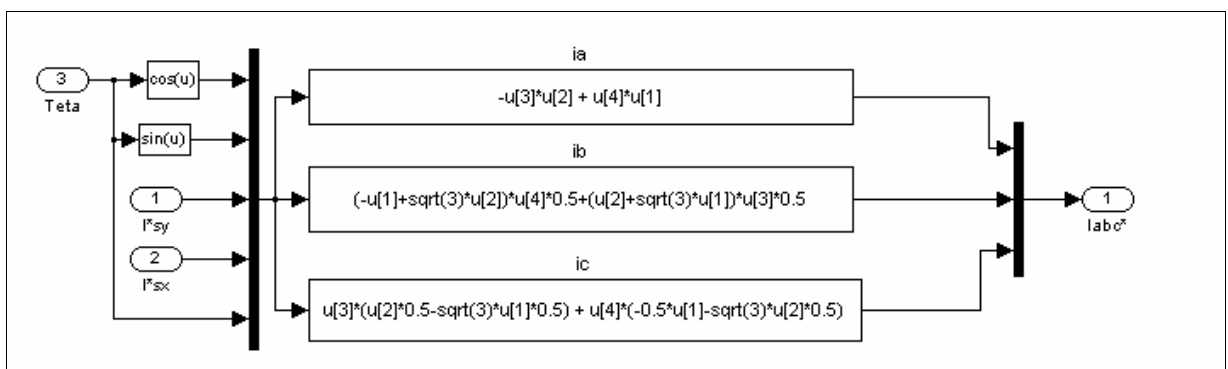 ia
3
cos(u)
-u[3]*u[2] + u[4]*u[1]
Teta
sin(u)
ib
1
(-u[1]+sqrt(3)*u[2])*u[4]*0.5+(u[2]+sqrt(3)*u[1])*u[3]*0.5
1
I*sy
Iabc*
2
ic
I*sx
u[3]*(u[2]*0.5-sqrt(3)*u[1]*0.5) + u[4]*(-0.5*u[1]-sqrt(3)*u[2]*0.5)